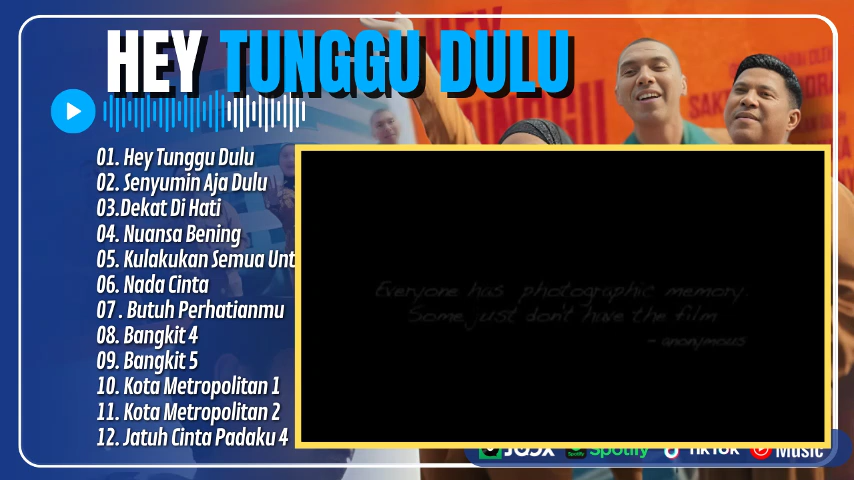 HEY TUNGGU DULU
01. Hey Tunggu Dulu
02. Senyumin Aja Dulu
03.Dekat Di Hati
04. Nuansa Bening
05. Kulakukan Semua Unt
06. Nada Cinta
07 . Butuh Perhatianmu
08. Bangkit 4
09. Bangkit 5
10. Kota Metropolitan 1
11. Kota Metropolitan 2
12. Jatuh Cinta Padaku 4
HEY
TUNGGU
SAKT
Everyone has photographic memory.
Some just don't have the film
- anonymous
JOOX Spotify TikTok Music